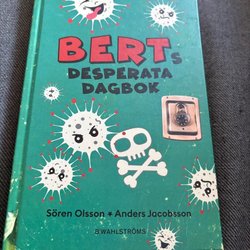 BERTs
DESPERATA
DAGBOK
Sören Olsson + Anders Jacobsson
B WAHLSTRÖMS